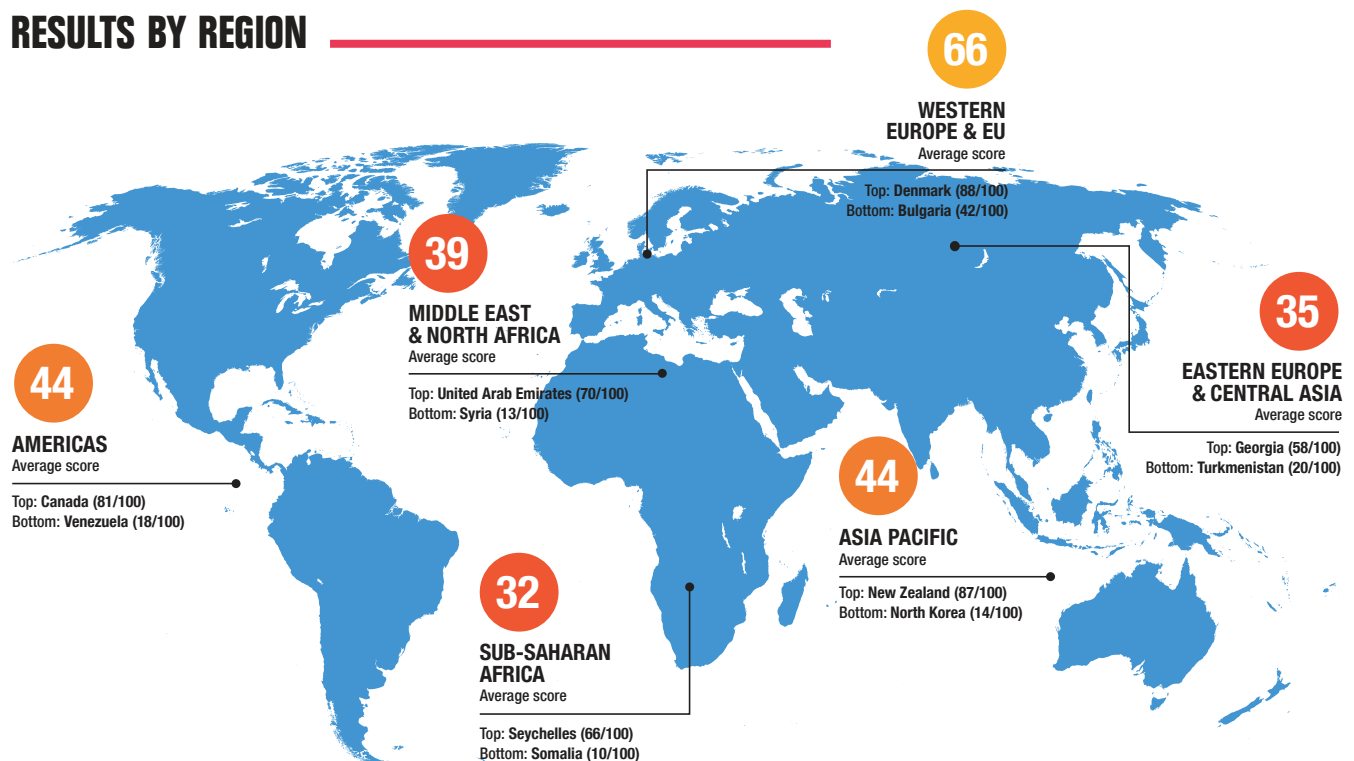 RESULTS BY REGION
66
WESTERN
EUROPE & EU
Average score
Top: Denmark (88/100)
Bottom: Bulgaria (42/100)
39
MIDDLE EAST
& NORTH AFRICA
Average score
Top: United Arab Emirates (70/100)
Bottom: Syria (13/100)
35
EASTERN EUROPE
& CENTRAL ASIA
Average score
Top: Georgia (58/100)
Bottom: Turkmenistan (20/100)
44
AMERICAS
Average score
Top: Canada (81/100)
Bottom: Venezuela (18/100)
44
ASIA PACIFIC
Average score
Top: New Zealand (87/100)
Bottom: North Korea (14/100)
32
SUB-SAHARAN
AFRICA
Average score
Top: Seychelles (66/100)
Bottom: Somalia (10/100)